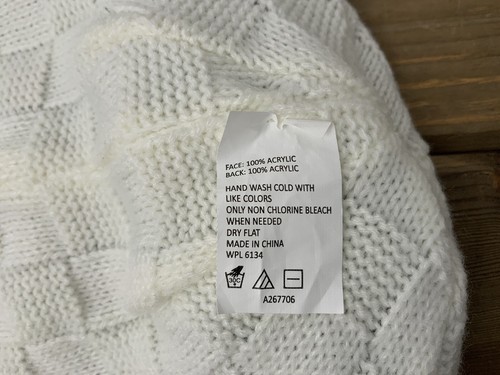 FACE: 100% ACRYLIC
BACK: 100% ACRYLIC
HAND WASH COLD WITH
LIKE COLORS
ONLY NON CHLORINE BLEACH
WHEN NEEDED
DRY FLAT
MADE IN CHINA
WPL 6134
30C
A267706